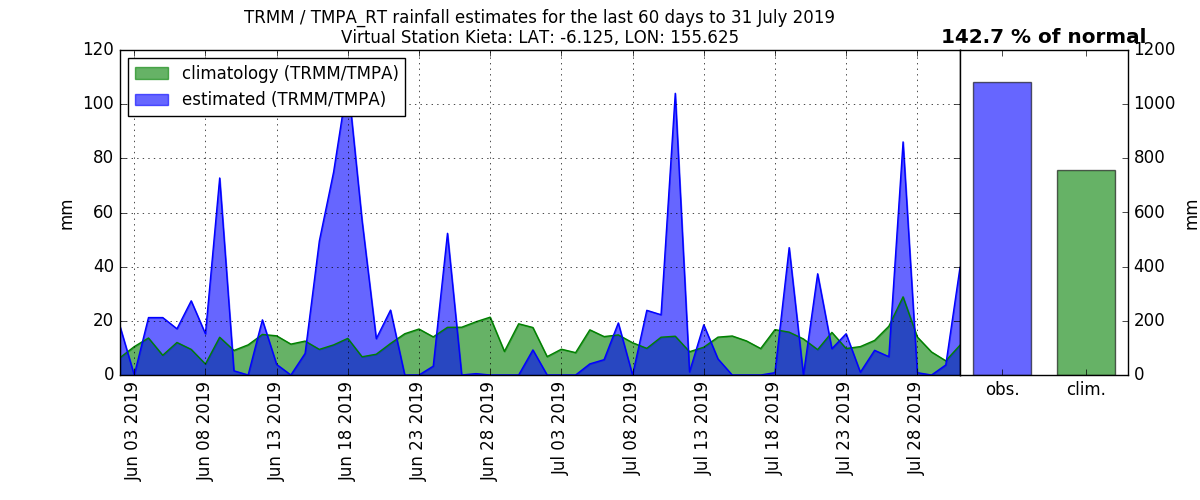 TRMM / TMPA_RT rainfall estimates for the last 60 days to 31 July 2019
Virtual Station Kieta: LAT: -6.125, LON: 155.625
142.7 % of normal
climatology (TRMM/TMPA)
estimated (TRMM/TMPA)
mm
120
100
80
60
40
20
0
Jun 03 2019
Jun 08 2019
Jun 13 2019
Jun 18 2019
Jun 23 2019
Jun 28 2019
Jul 03 2019
Jul 08 2019
Jul 13 2019
Jul 18 2019
Jul 23 2019
Jul 28 2019
obs.
clim.
1200
1000
800
600
400
200
0
mm